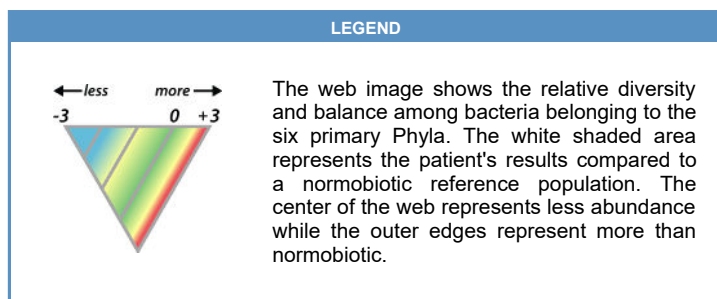 LEGEND
less more
-3 0 +3
The web image shows the relative diversity
and balance among bacteria belonging to the
six primary Phyla. The white shaded area
represents the patient's results compared to
a normobiotic reference population. The
center of the web represents less abundance
while the outer edges represent more than
normobiotic.